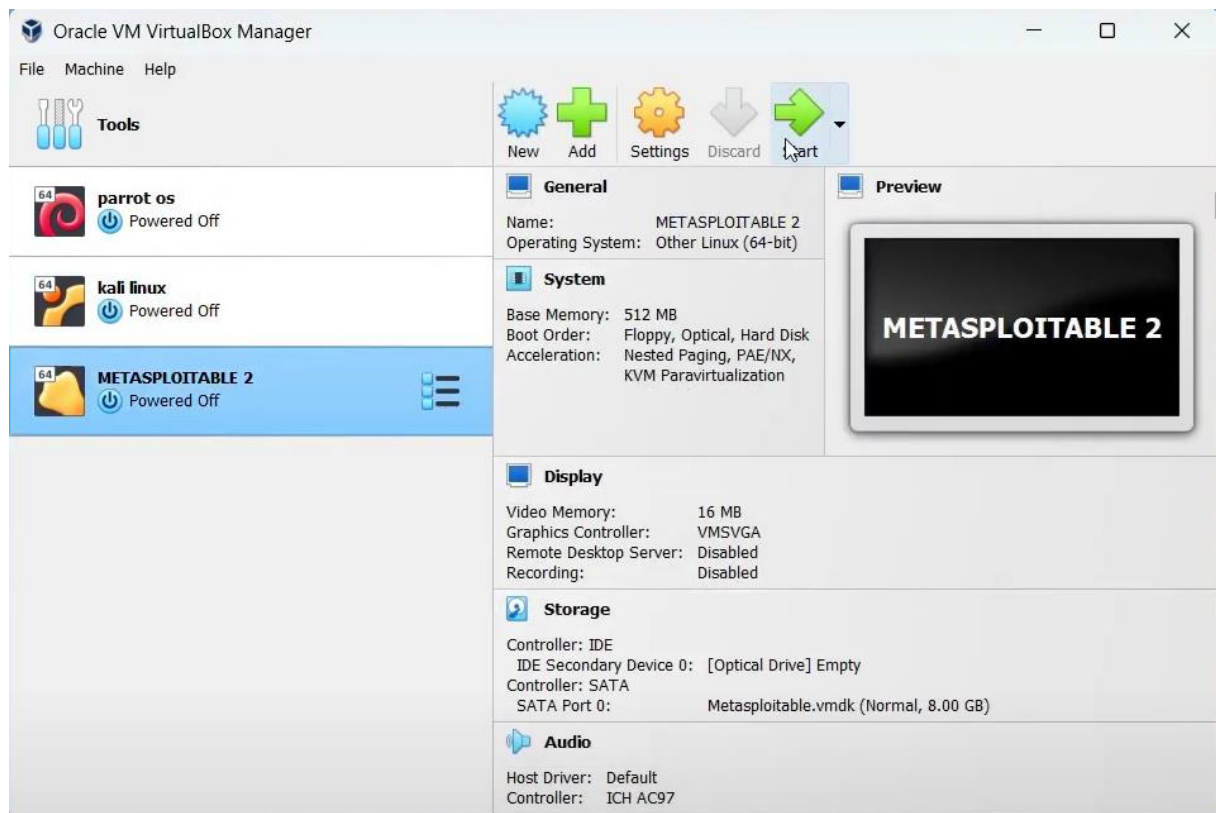 Oracle VM VirtualBox Manager
File Machine Help
Tools
New Add Settings Discard Start
64
parrot os
Powered Off
64
kali linux
Powered Off
64
METASPLOITABLE 2
Powered Off
General
Name: METASPLOITABLE 2
Operating System: Other Linux (64-bit)
System
Base Memory: 512 MB
Boot Order: Floppy, Optical, Hard Disk
Acceleration: Nested Paging, PAE/NX,
KVM Paravirtualization
Preview
METASPLOITABLE 2
Display
Video Memory: 16 MB
Graphics Controller: VMSVGA
Remote Desktop Server: Disabled
Recording: Disabled
Storage
Controller: IDE
IDE Secondary Device 0: [Optical Drive] Empty
Controller: SATA
SATA Port 0: Metasploitable.vmdk (Normal, 8.00 GB)
Audio
Host Driver: Default
Controller: ICH AC97